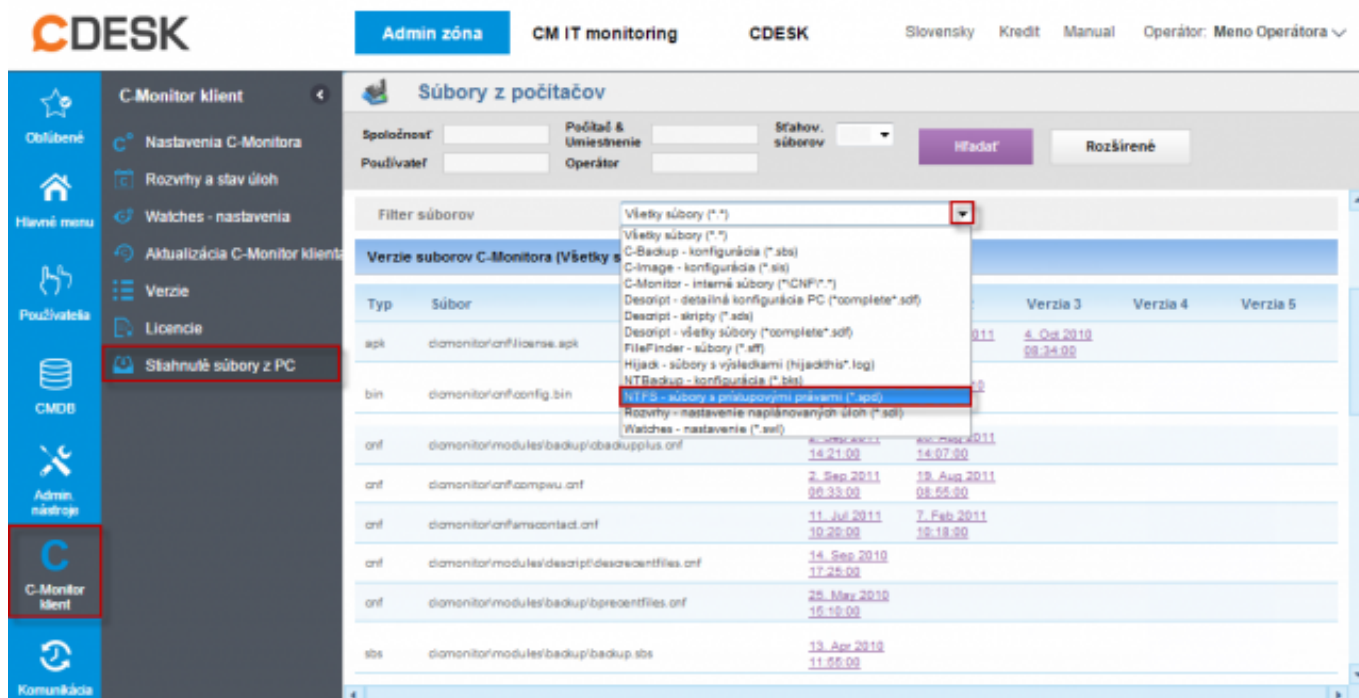 CDESK
Admin zóna CM IT monitoring CDESK Slovensky Kredit Manual Operátor: Meno Operátora
Obľúbené
Hlavné menu
Používatelia
CMDB
Admin. nástroje
C-Monitor klient
Komunikácia
C-Monitor klient
Nastavenia C-Monitora
Rozvrhy a stav úloh
Watches - nastavenia
Aktualizácia C-Monitor klienta
Verzie
Licencie
Stiahnuté súbory z PC
Súbory z počítačov
Spoločnosť Počítač & Umiestnenie Sťahov. súborov
Používateľ Operátor
Hľadať Rozšírené
Filter súborov Všetky súbory (*.*)
Všetky súbory (*.*)
C-Backup - konfigurácia (*.sbs)
C-Image - konfigurácia (*.sis)
C-Monitor - interné súbory (*\CNF\*.*)
Descript - detailná konfigurácia PC (*complete*.sdf)
Descript - skripty (*.sds)
Descript - všetky súbory (*complete*.sdf)
FileFinder - súbory (*.sff)
Hijack - súbory s výsledkami (hijackthis*.log)
NTBackup - konfigurácia (*.bks)
NTFS - súbory s prístupovými právami (*.spd)
Rozvrhy - nastavenie naplánovaných úloh (*.sdl)
Watches - nastavenie (*.swl)
Verzie suborov C-Monitora (Všetky s
Typ Súbor Verzia 3 Verzia 4 Verzia 5
apk c\cmonitor\cnf\license.apk 011 4. Oct 2010
08:34:00
bin c\cmonitor\cnf\config.bin
cnf c\cmonitor\modules\backup\cbackupplus.cnf 2. Sep 2011 Aug 2011
14:21:00 14:07:00
cnf c\cmonitor\cnf\compwu.cnf 2. Sep 2011 19. Aug 2011
06:33:00 08:55:00
cnf c\cmonitor\cnf\amscontact.cnf 11. Jul 2011 7. Feb 2011
10:20:00 10:18:00
cnf c\cmonitor\modules\descript\descrecentfiles.cnf 14. Sep 2010
17:25:00
cnf c\cmonitor\modules\backup\bprecentfiles.cnf 25. May 2010
15:10:00
sbs c\cmonitor\modules\backup\backup.sbs 13. Apr 2010
11:55:00